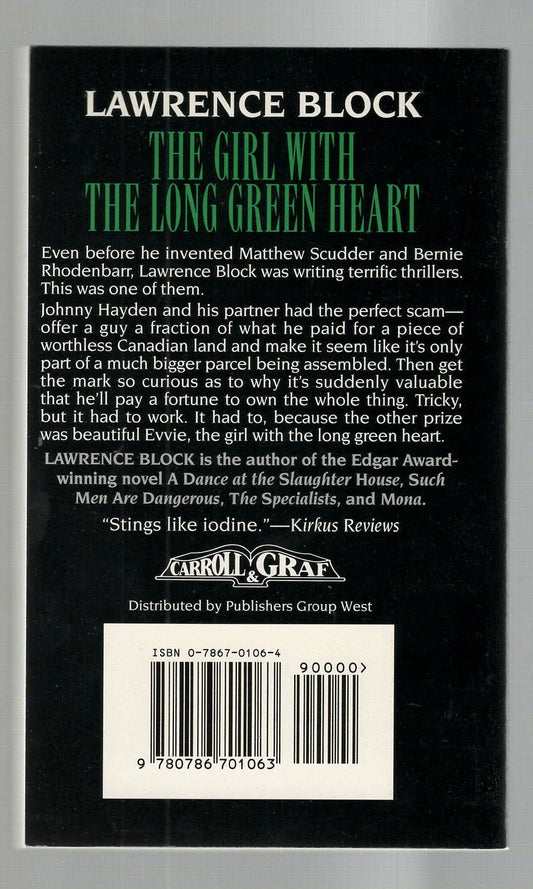 LAWRENCE BLOCK
THE GIRL WITH
THE LONG GREEN HEART
Even before he invented Matthew Scudder and Bernie
Rhodenbarr, Lawrence Block was writing terrific thrillers.
This was one of them.
Johnny Hayden and his partner had the perfect scam—
offer a guy a fraction of what he paid for a piece of
worthless Canadian land and make it seem like it's only
part of a much bigger parcel being assembled. Then get
the mark so curious as to why it's suddenly valuable
that he'll pay a fortune to own the whole thing. Tricky,
but it had to work. It had to, because the other prize
was beautiful Evvie, the girl with the long green heart.
LAWRENCE BLOCK is the author of the Edgar Award-
winning novel A Dance at the Slaughter House, Such
Men Are Dangerous, The Specialists, and Mona.
"Stings like iodine."—Kirkus Reviews
CARROLL & GRAF
Distributed by Publishers Group West
ISBN 0-7867-0106-4
90000>
9 780786 701063